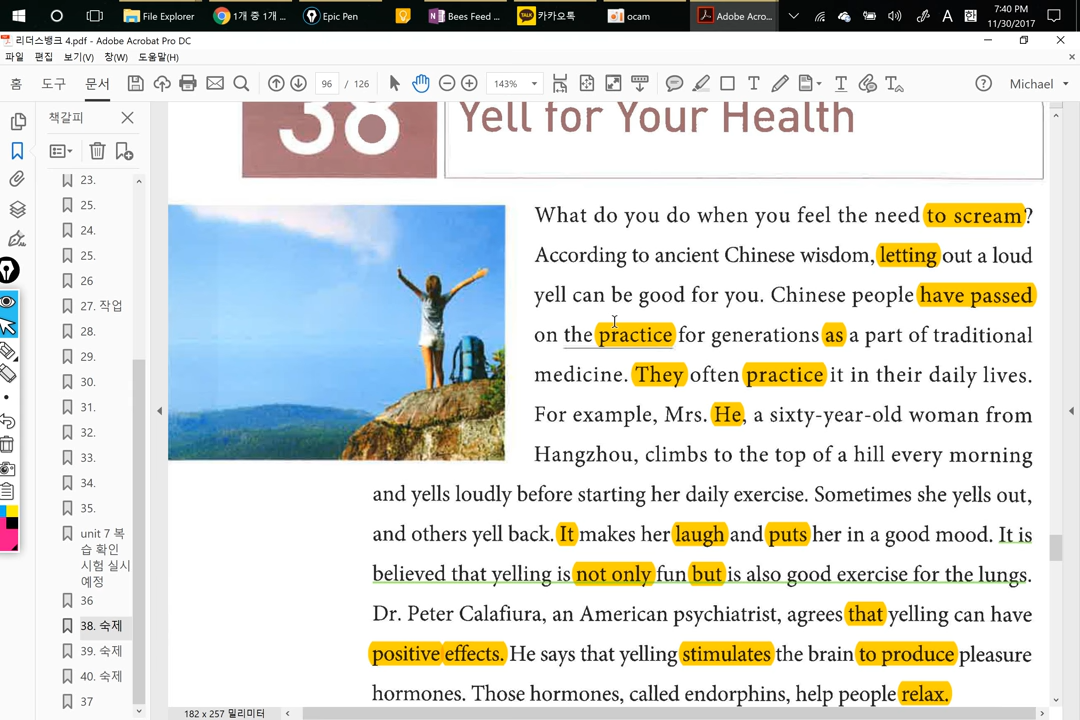 File Explorer
1개 중 1개 ...
Epic Pen
Bees Feed ...
카카오톡
ocam
Adobe Acro...
A
한
7:40 PM
11/30/2017
리더스뱅크 4.pdf - Adobe Acrobat Pro DC
파일 편집 보기(V) 창(W) 도움말(H)
홈 도구 문서
96 / 126
143%
Michael
책갈피
23.
25.
24.
25.
26
27. 작업
28.
29.
30.
31.
32.
33.
34.
35.
unit 7 복
습 확인
시험 실시
예정
36
38. 숙제
39. 숙제
40. 숙제
37
38
Yell for Your Health
What do you do when you feel the need to scream?
According to ancient Chinese wisdom, letting out a loud
yell can be good for you. Chinese people have passed
on the practice for generations as a part of traditional
medicine. They often practice it in their daily lives.
For example, Mrs. He, a sixty-year-old woman from
Hangzhou, climbs to the top of a hill every morning
and yells loudly before starting her daily exercise. Sometimes she yells out,
and others yell back. It makes her laugh and puts her in a good mood. It is
believed that yelling is not only fun but is also good exercise for the lungs.
Dr. Peter Calafiura, an American psychiatrist, agrees that yelling can have
positive effects. He says that yelling stimulates the brain to produce pleasure
hormones. Those hormones, called endorphins, help people relax.
182 x 257 밀리미터